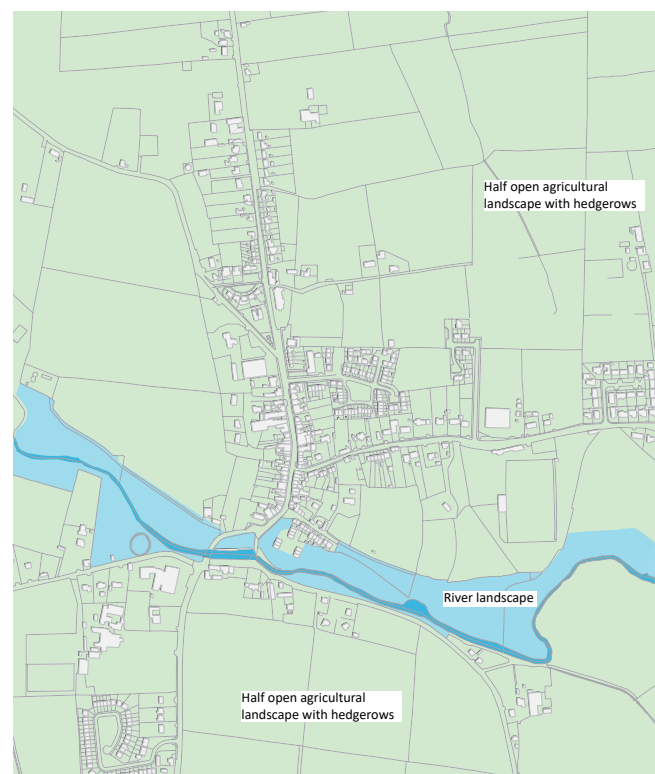 Half open agricultural
landscape with hedgerows
River landscape
Half open agricultural
landscape with hedgerows